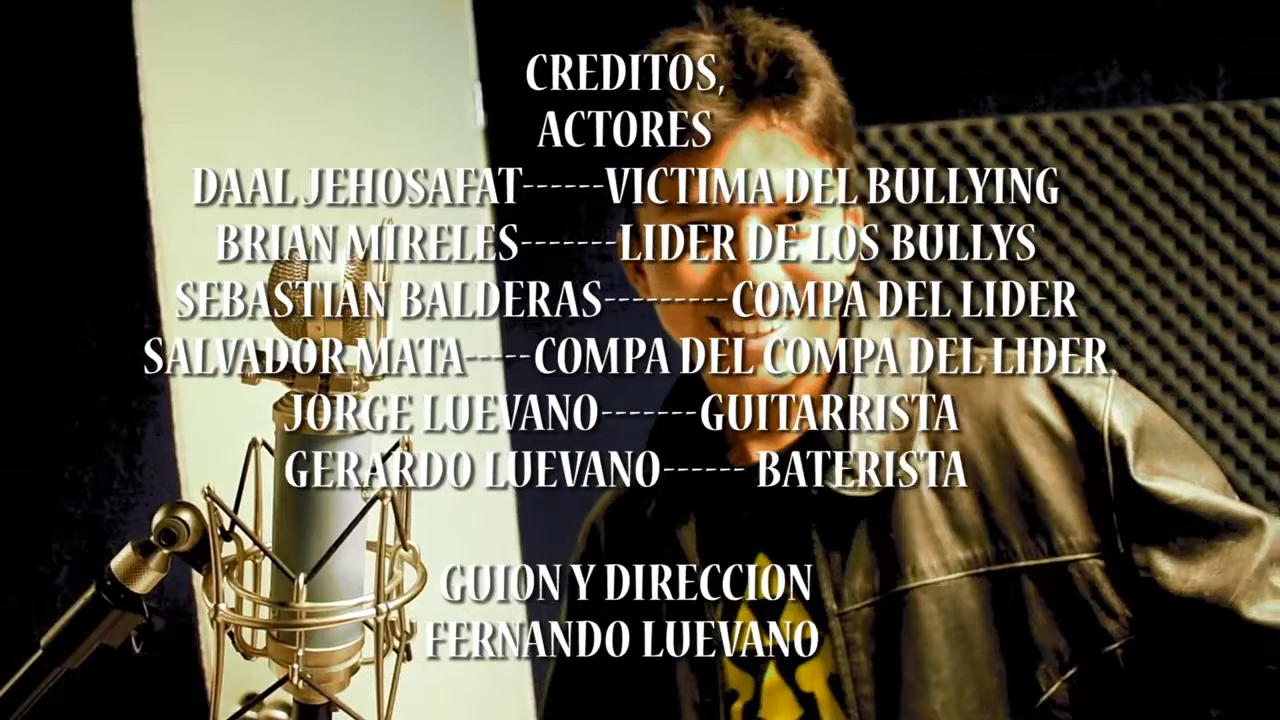 CREDITOS,
ACTORES
DAAL JEHOSAFAT------VICTIMA DEL BULLYING
BRIAN MIRELES-------LIDER DE LOS BULLYS
SEBASTIAN BALDERAS---------COMPA DEL LIDER
SALVADOR MATA-----COMPA DEL COMPA DEL LIDER.
JORGE LUEVANO-------GUITARRISTA
GERARDO LUEVANO------ BATERISTA
GUION Y DIRECCION
FERNANDO LUEVANO